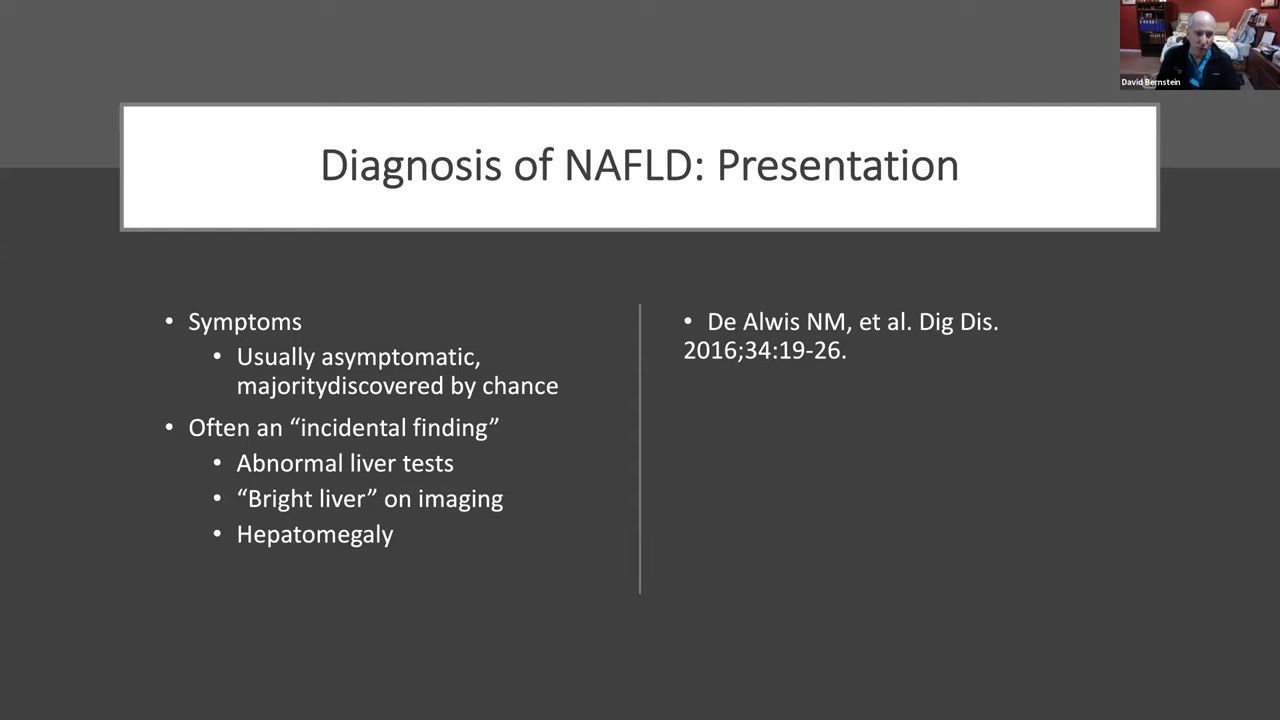 David Bernstein
Diagnosis of NAFLD: Presentation
• Symptoms
• Usually asymptomatic,
majoritydiscovered by chance
• Often an “incidental finding”
• Abnormal liver tests
• “Bright liver” on imaging
• Hepatomegaly
• De Alwis NM, et al. Dig Dis.
2016;34:19-26.